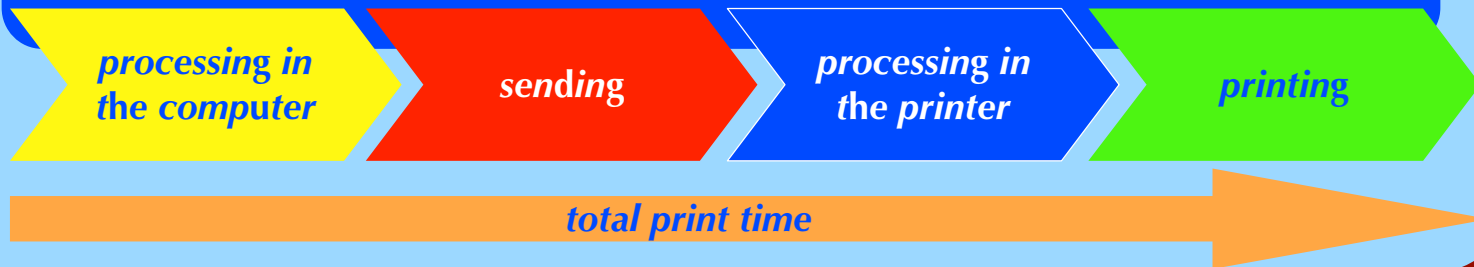 processing in
the computer
sending
processing in
the printer
printing
total print time